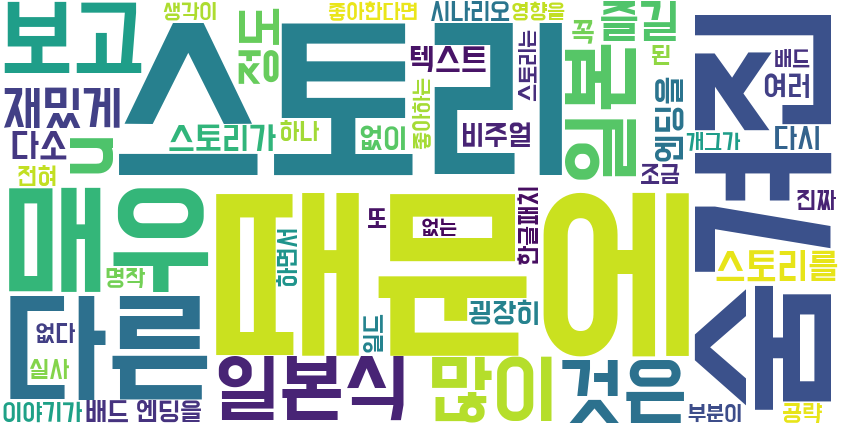 생각이
좋아한다면
시나리오
영향을
보고
스토리
정도
텍스트
스토리는
꼭
즐길
된
배드
여러
숨겨진
재밌게
다소
u
스토리가
하나
없이
좋아하는
비주얼
일본
엔딩을
개그가
다시
조금
전혀
매우
때문에
또
없는
한글패치
진짜
명작
하면서
스토리를
다른
없다
실사
일드
굉장히
이야기가
배드 엔딩을
일본식
많이
것은
부분이
공략